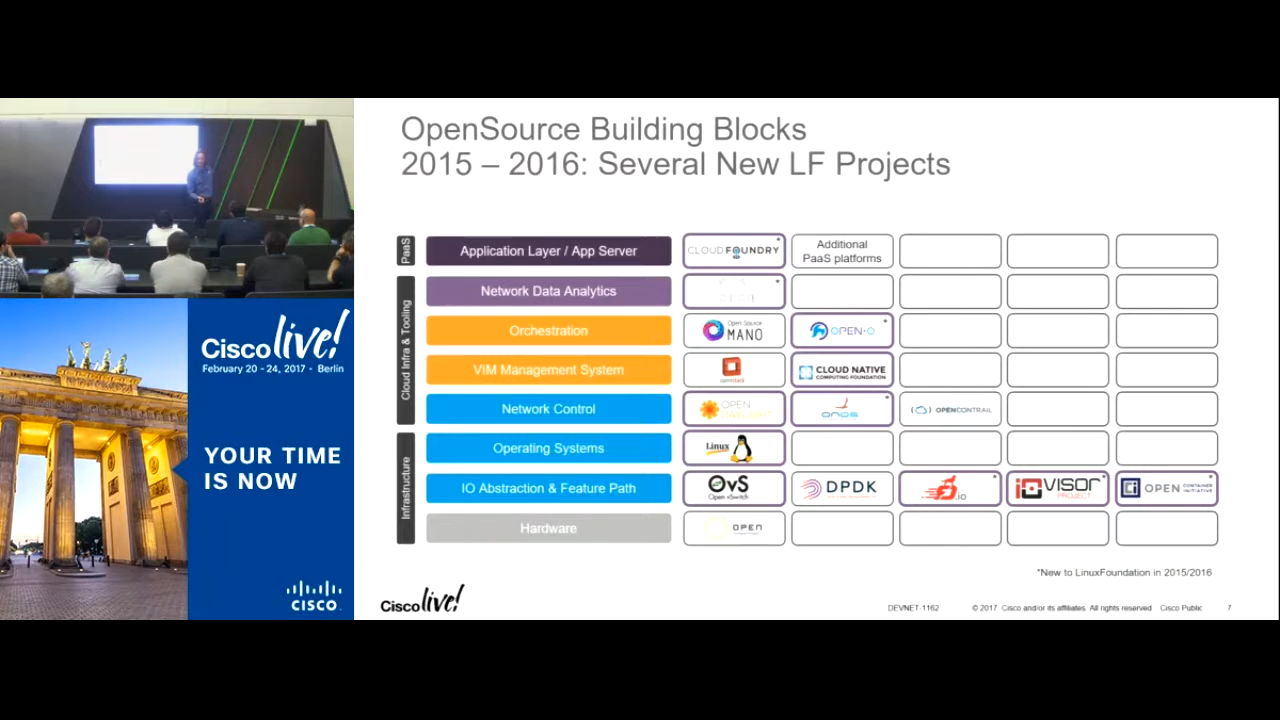 OpenSource Building Blocks
2015 – 2016: Several New LF Projects
PaaS
Application Layer / App Server
CLOUDFOUNDRY
*
Additional
PaaS platforms
Cloud Infra & Tooling
Network Data Analytics
*
Orchestration
Open Source
MANO
OPEN-O
*
VIM Management System
openstack
CLOUD NATIVE
COMPUTING FOUNDATION
Network Control
OPEN
DAYLIGHT
ONOS
*
OPENCONTRAIL
Infrastructure
Operating Systems
Linux
IO Abstraction & Feature Path
OVS
Open vSwitch
DPDK
.io
*
IOVISOR
PROJECT
*
OPEN CONTAINER
INITIATIVE
*
Hardware
OPEN
*New to LinuxFoundation in 2015/2016
Cisco live!
DEVNET-1162
© 2017 Cisco and/or its affiliates. All rights reserved
Cisco Public
7
Cisco live!
February 20 - 24, 2017 · Berlin
YOUR TIME
IS NOW
CISCO.